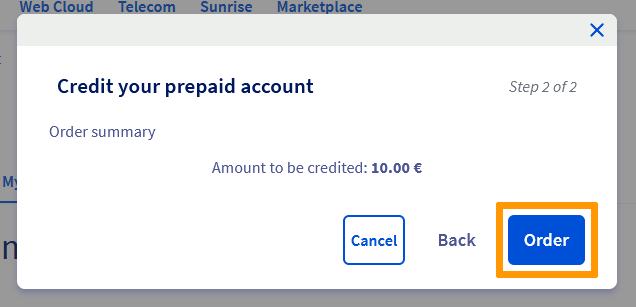 Web Cloud Telecom Sunrise Marketplace
Credit your prepaid account
Step 2 of 2
Order summary
Amount to be credited: 10.00 €
My
Cancel Back Order